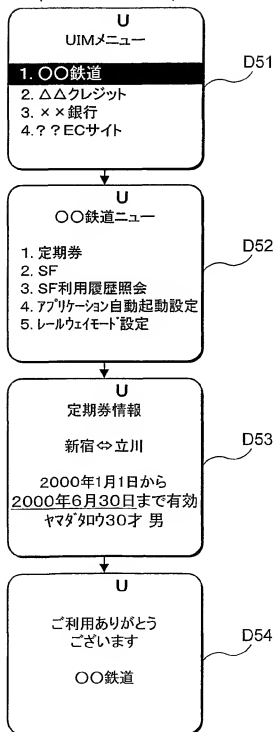 U
UIMメニュー
1. 〇〇鉄道
2. △△クレジット
3. ××銀行
4. ??ECサイト
D51
U
〇〇鉄道ニュー
1. 定期券
2. SF
3. SF利用履歴照会
4. アプリケーション自動起動設定
5. レールウェイモード設定
D52
U
定期券情報
新宿⇔立川
2000年1月1日から
2000年6月30日まで有効
ヤマダタロウ30才 男
D53
U
ご利用ありがとう
ございます
〇〇鉄道
D54